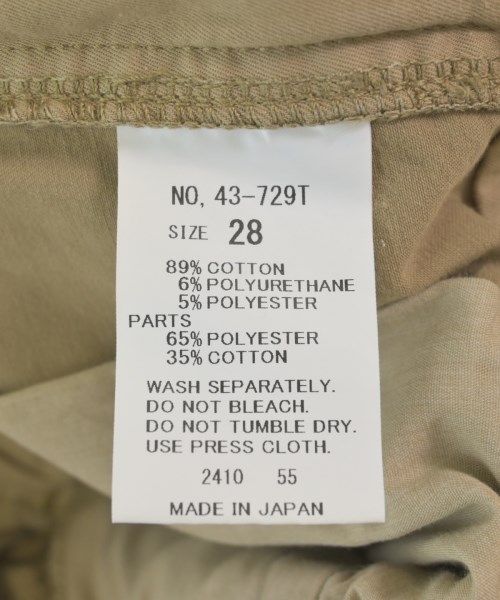 NO, 43-729T
SIZE 28
89% COTTON
6% POLYURETHANE
5% POLYESTER
PARTS
65% POLYESTER
35% COTTON
WASH SEPARATELY.
DO NOT BLEACH.
DO NOT TUMBLE DRY.
USE PRESS CLOTH.
2410 55
MADE IN JAPAN